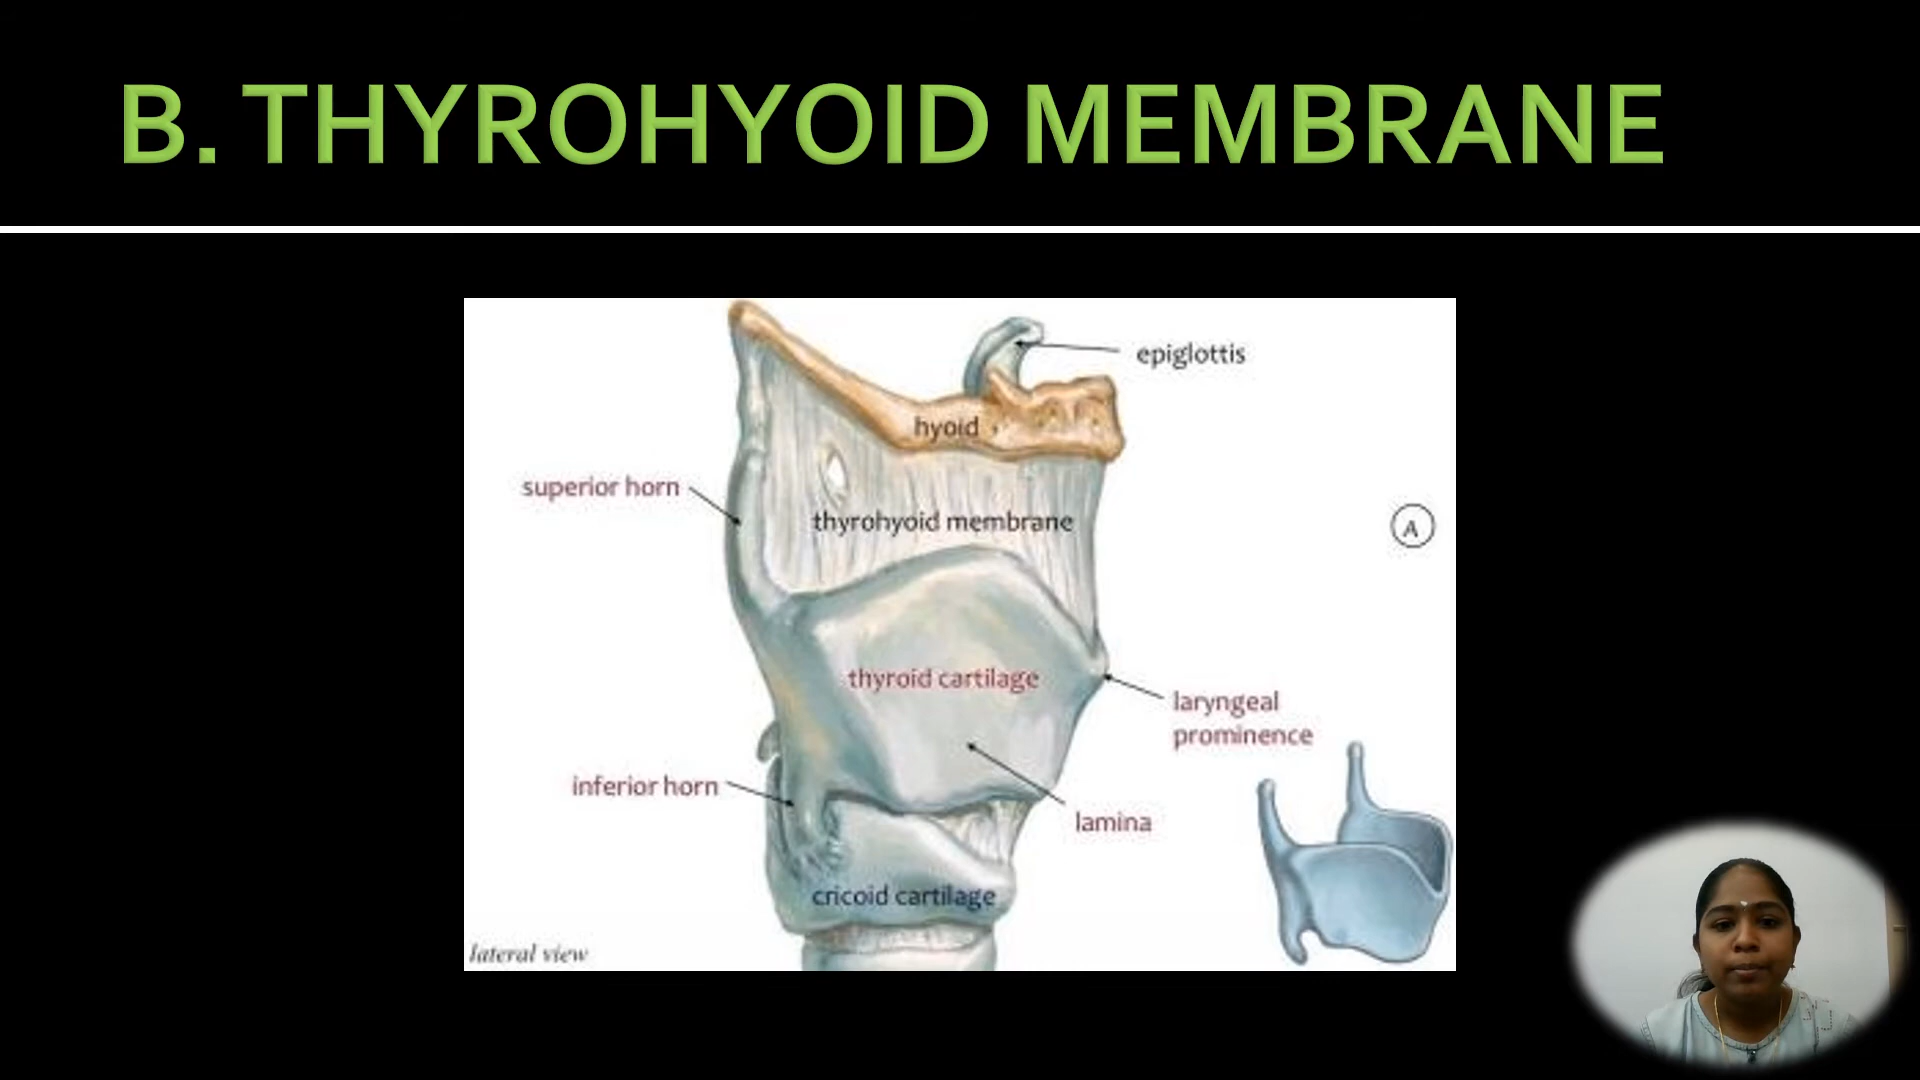 B. THYROHYOID MEMBRANE
epiglottis
hyoid
superior horn
thyrohyoid membrane
A
thyroid cartilage
laryngeal
prominence
inferior horn
lamina
cricoid cartilage
lateral view